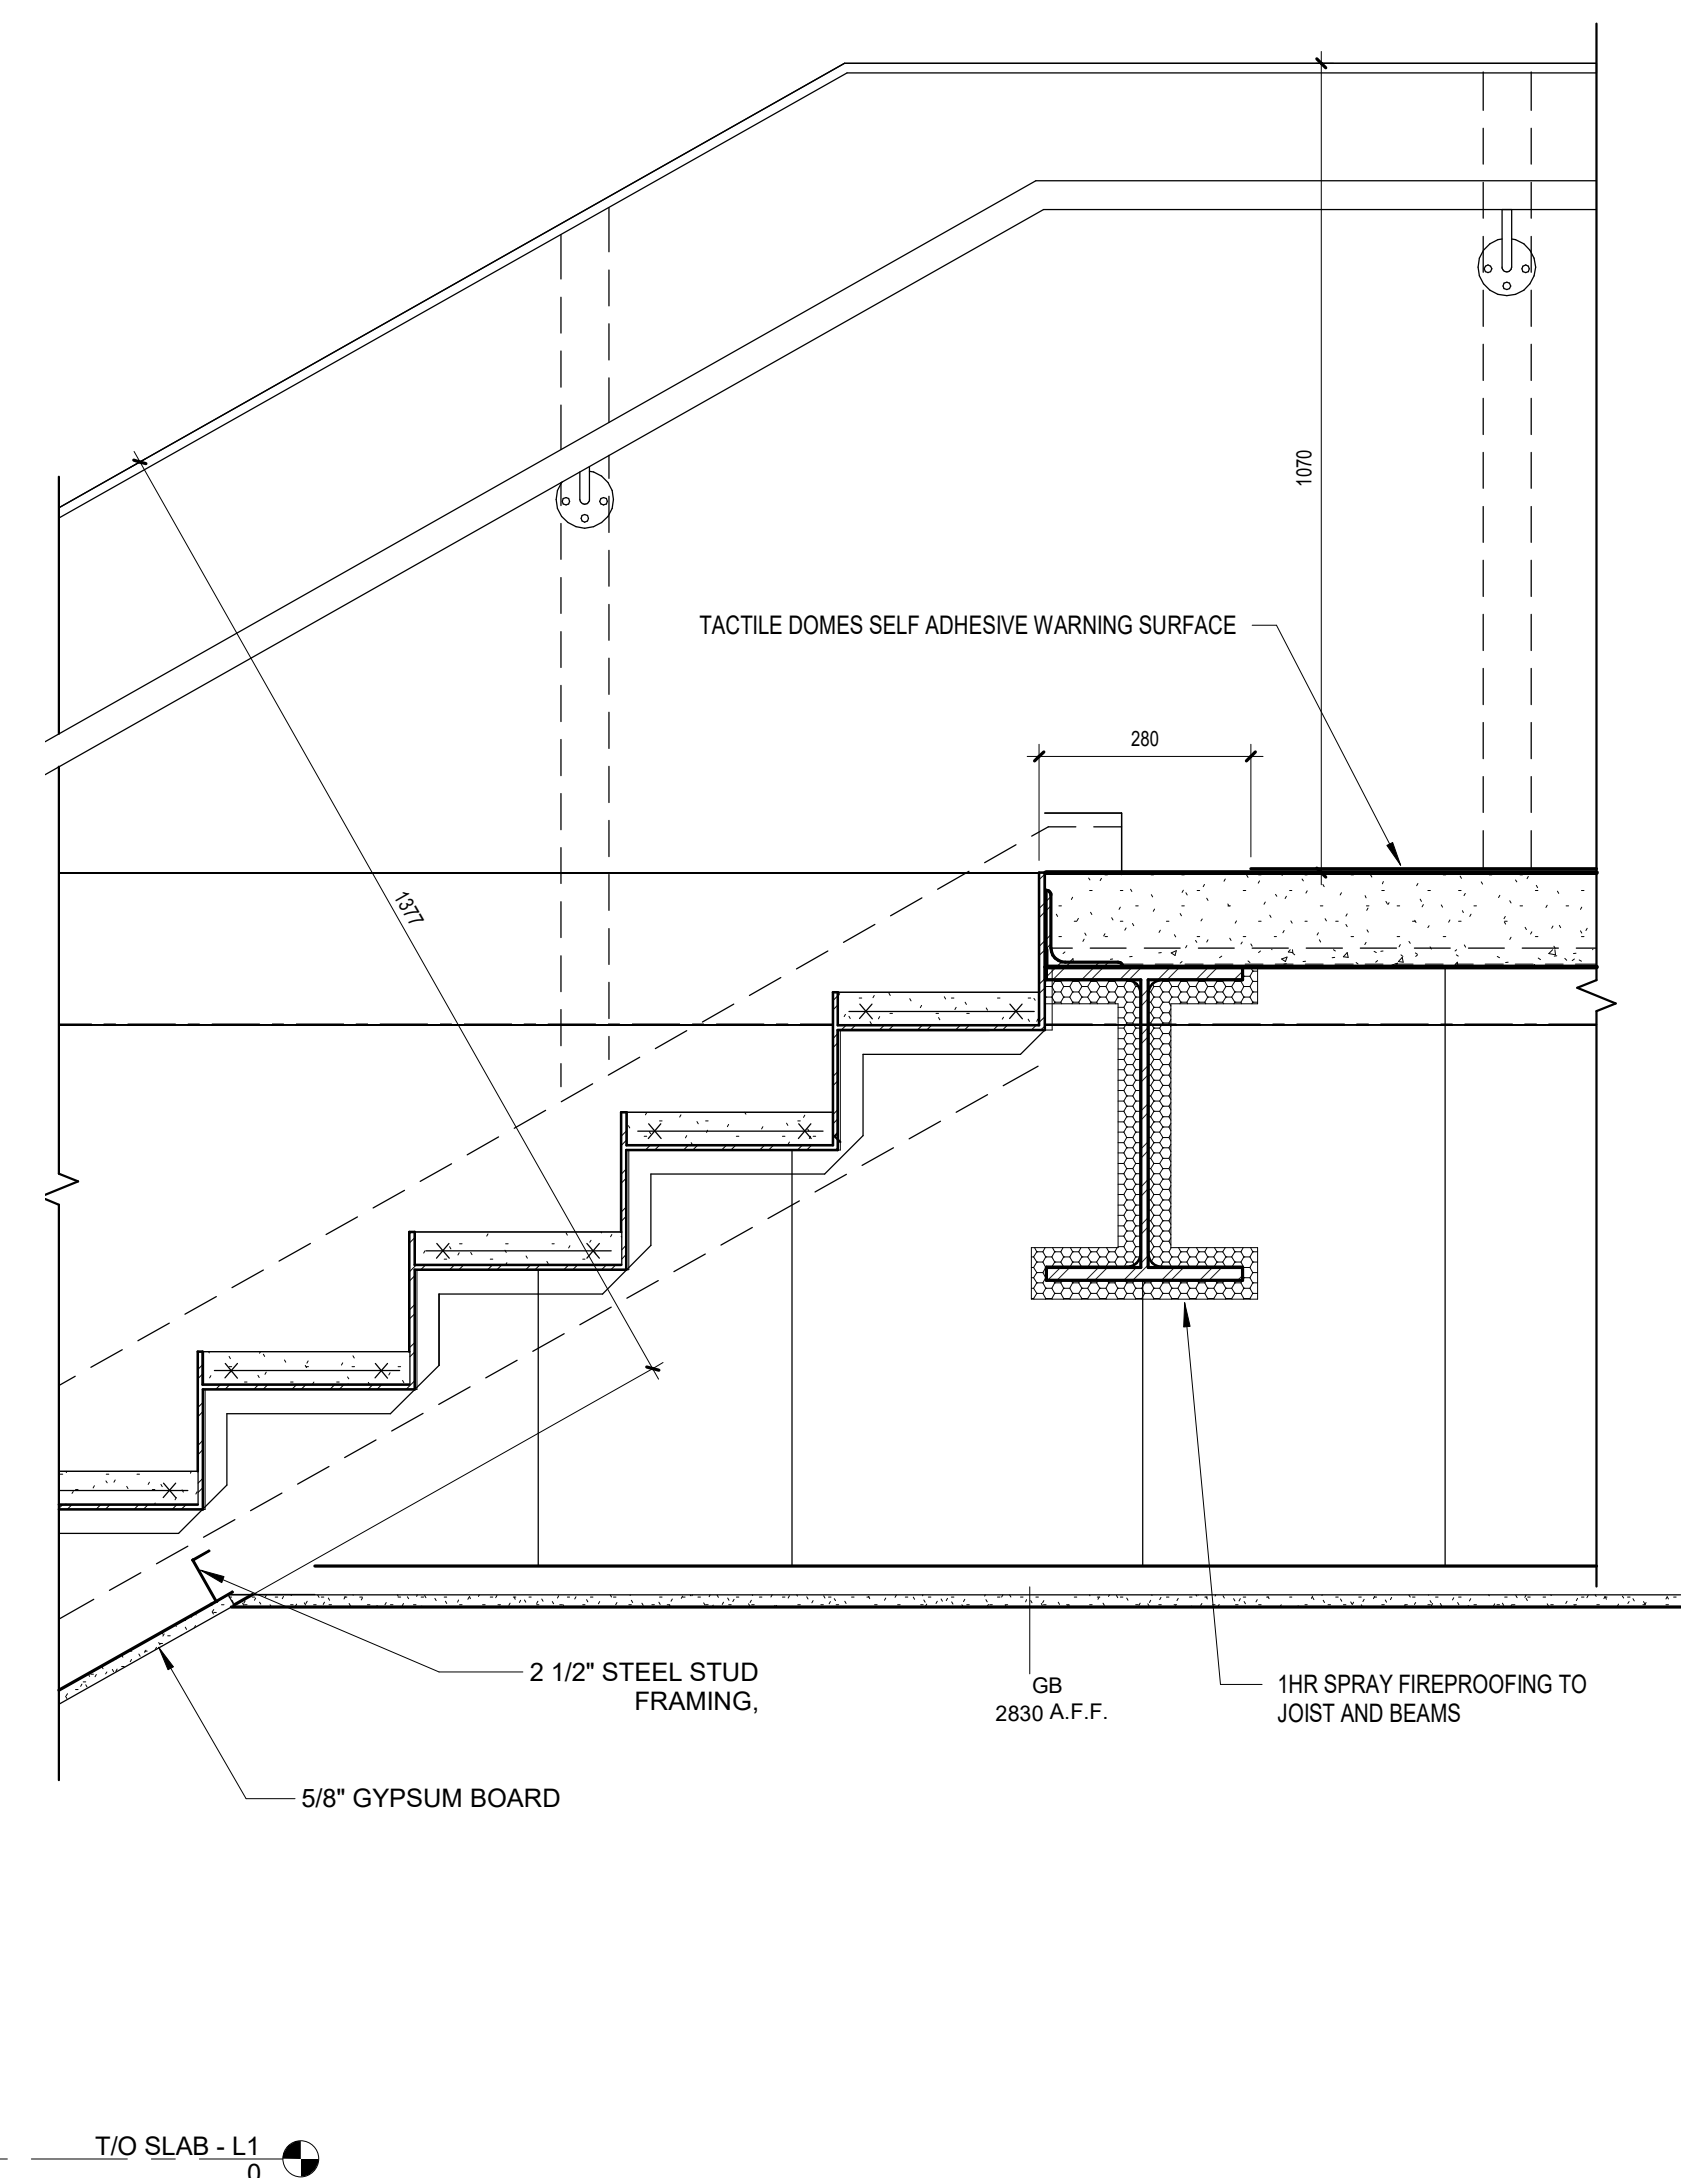 1070
TACTILE DOMES SELF ADHESIVE WARNING SURFACE
280
1377
2 1/2" STEEL STUD
FRAMING,
GB
2830 A.F.F.
1HR SPRAY FIREPROOFING TO
JOIST AND BEAMS
5/8" GYPSUM BOARD
T/O SLAB - L1
0